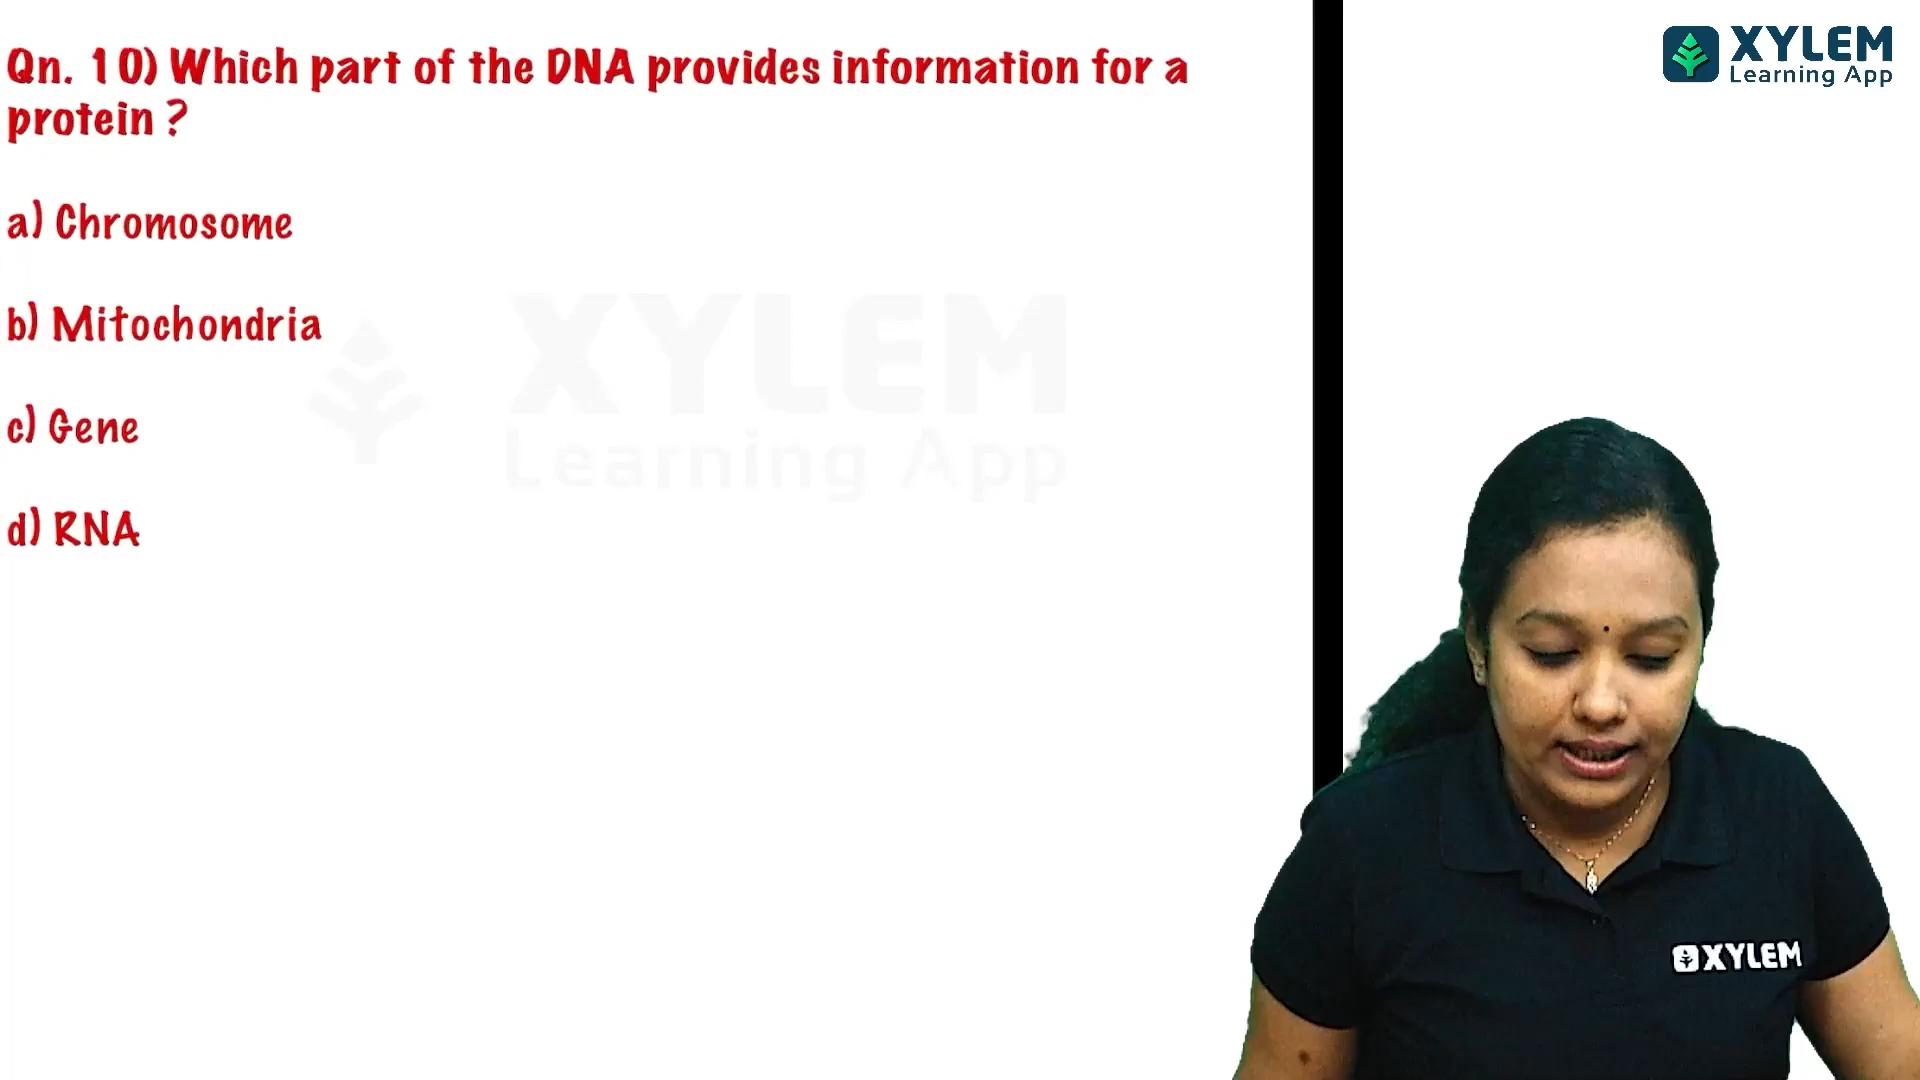 Qn. 10) Which part of the DNA provides information for a
protein ?
a) Chromosome
b) Mitochondria
c) Gene
d) RNA
XYLEM
Learning App
XYLEM
Learning App
XYLEM